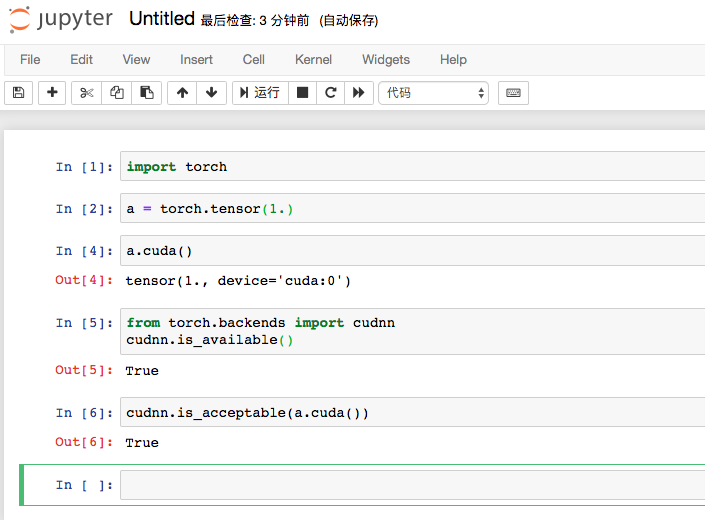 jupyter Untitled 最后检查: 3 分钟前 (自动保存)
File Edit View Insert Cell Kernel Widgets Help
运行 代码
In [1]: import torch
In [2]: a = torch.tensor(1.)
In [4]: a.cuda()
Out[4]: tensor(1., device='cuda:0')
In [5]: from torch.backends import cudnn
cudnn.is_available()
Out[5]: True
In [6]: cudnn.is_acceptable(a.cuda())
Out[6]: True
In [ ]: